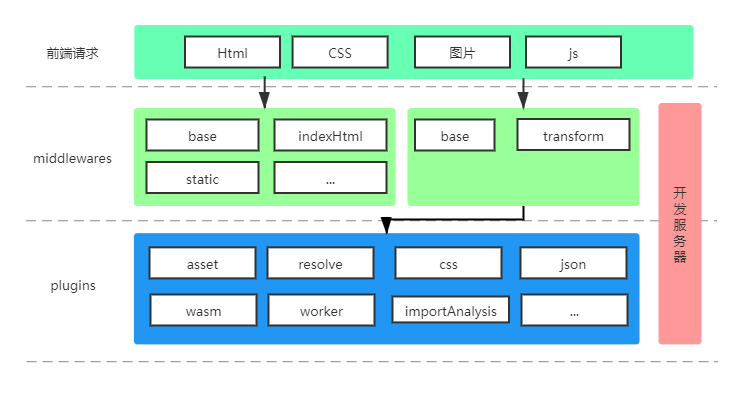 前端请求
Html
CSS
图片
js
middlewares
base
indexHtml
static
...
base
transform
开发服务器
plugins
asset
resolve
css
json
wasm
worker
importAnalysis
...